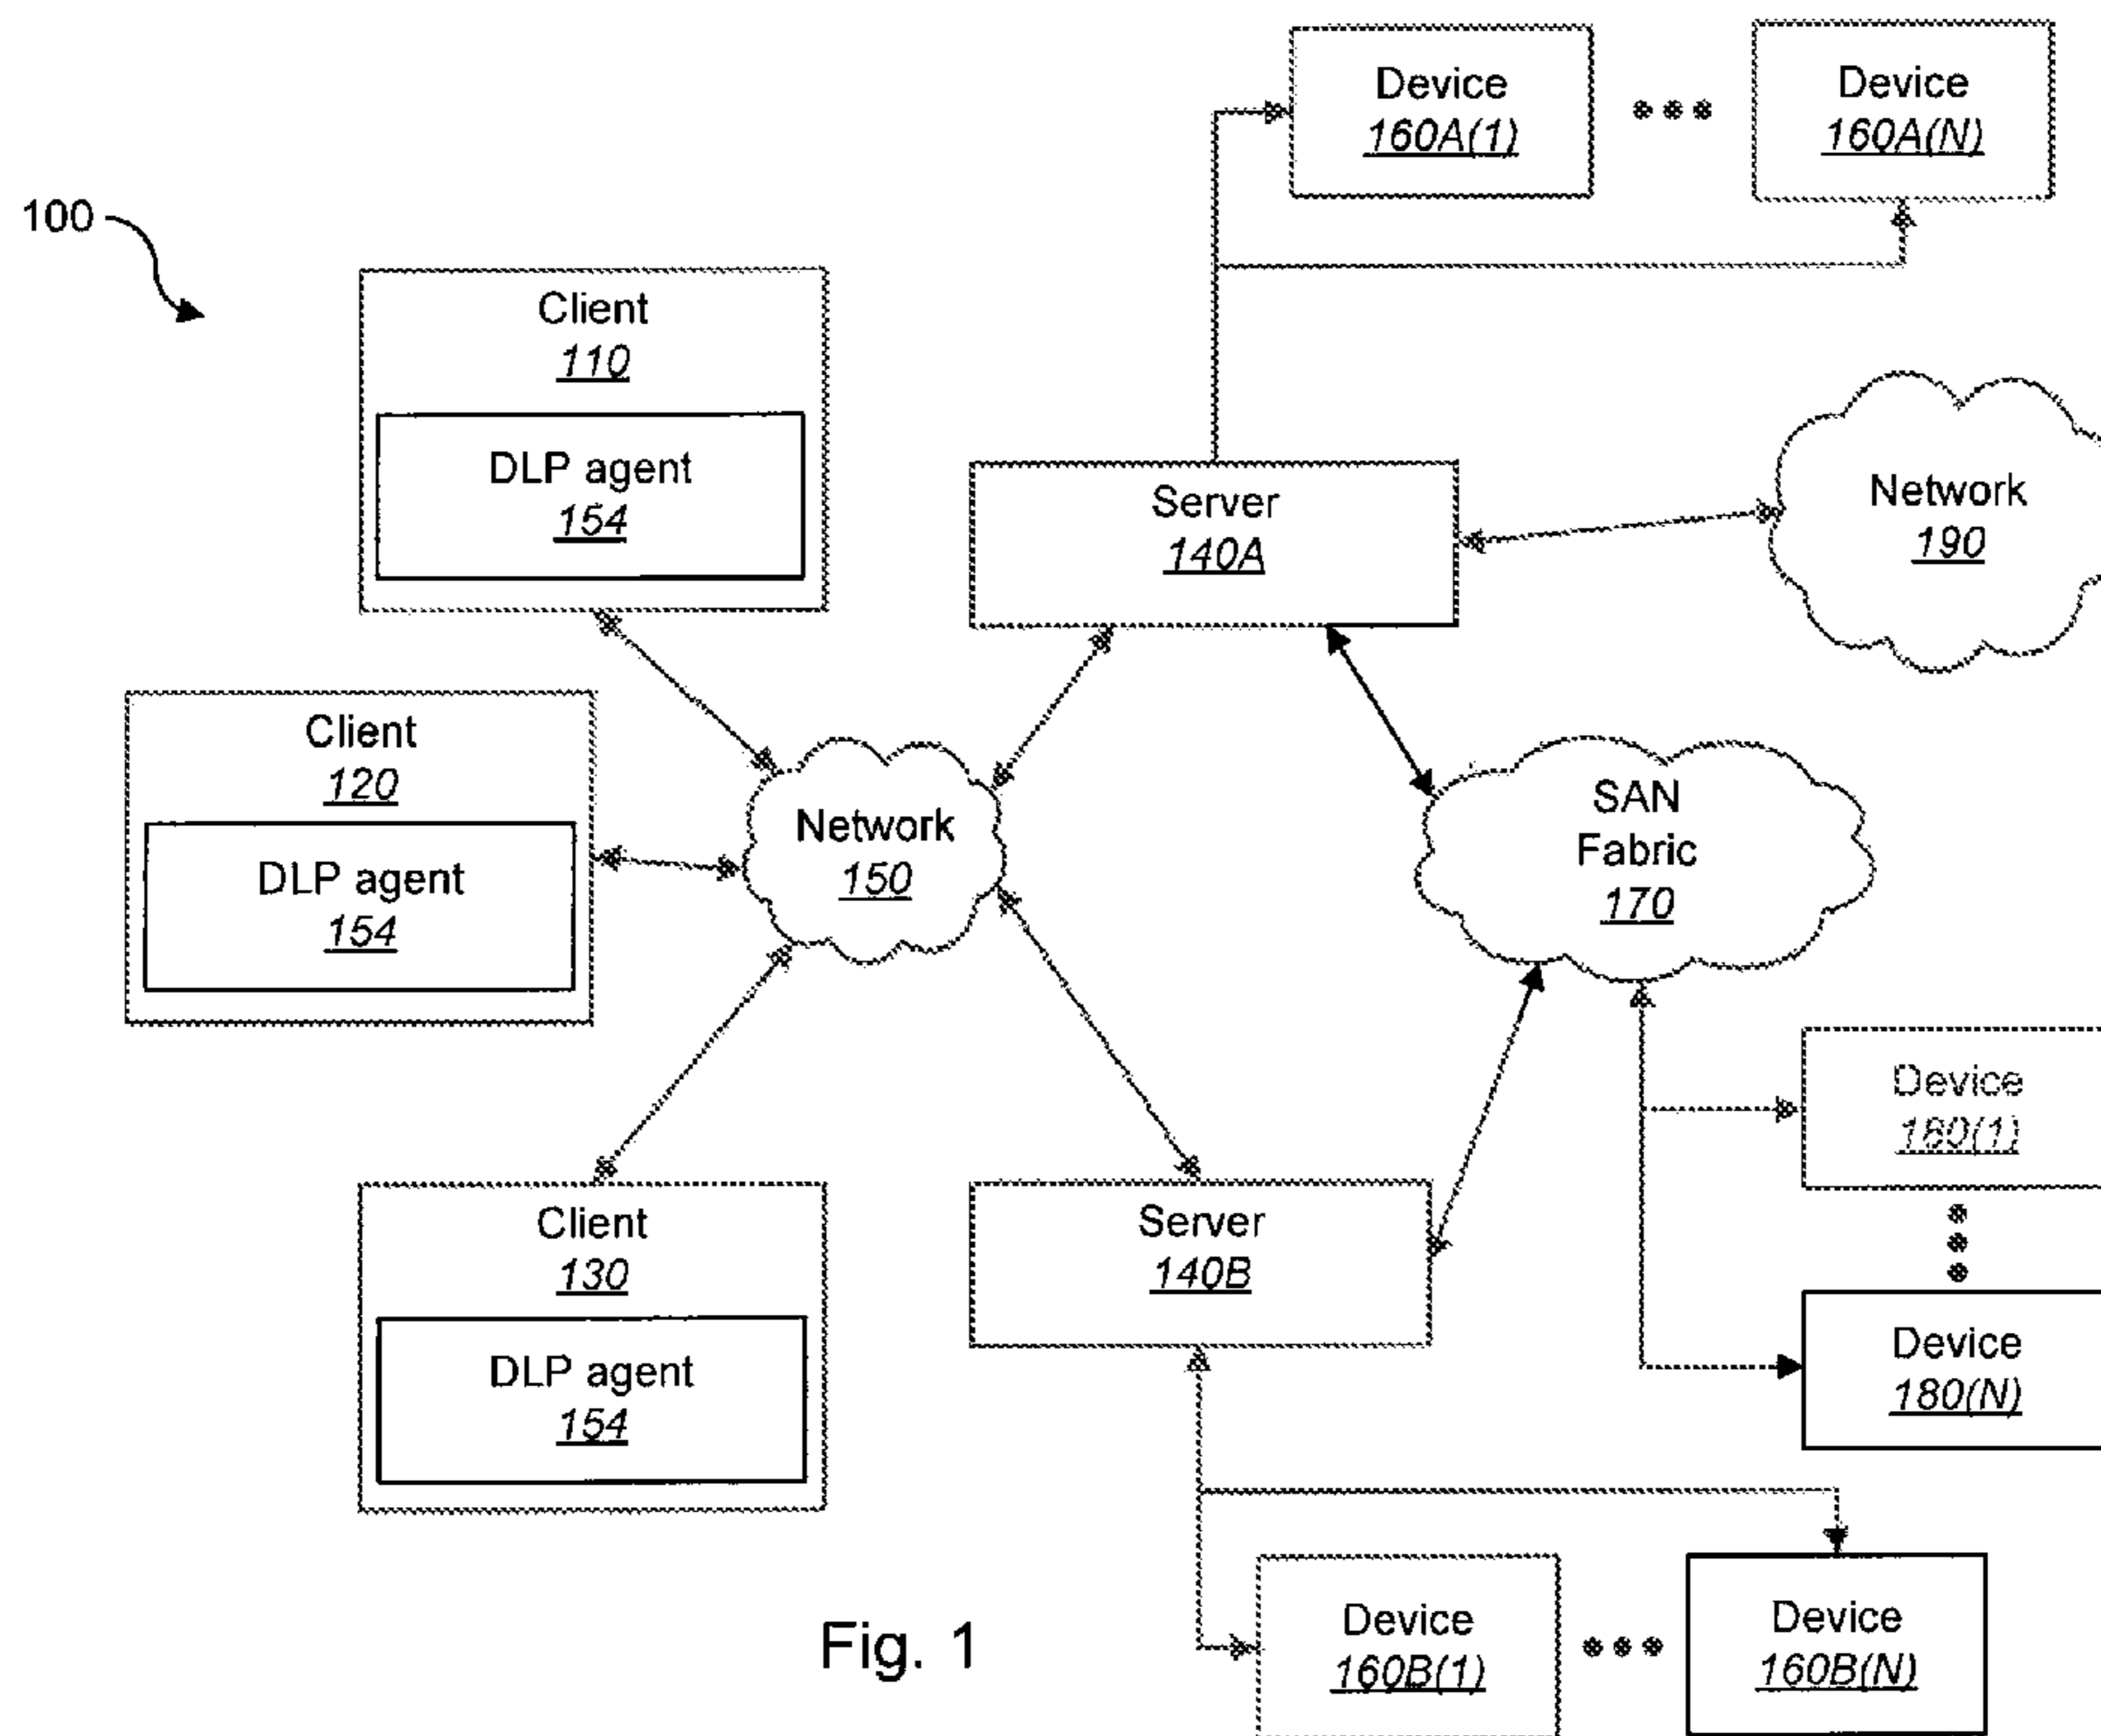 100
Device
160A(1)
Device
160A(N)
Client
110
DLP agent
154
Server
140A
Network
190
Client
120
DLP agent
154
Network
150
SAN
Fabric
170
Device
180(1)
Client
130
DLP agent
154
Server
140B
Device
180(N)
Device
160B(1)
Device
160B(N)
Fig. 1